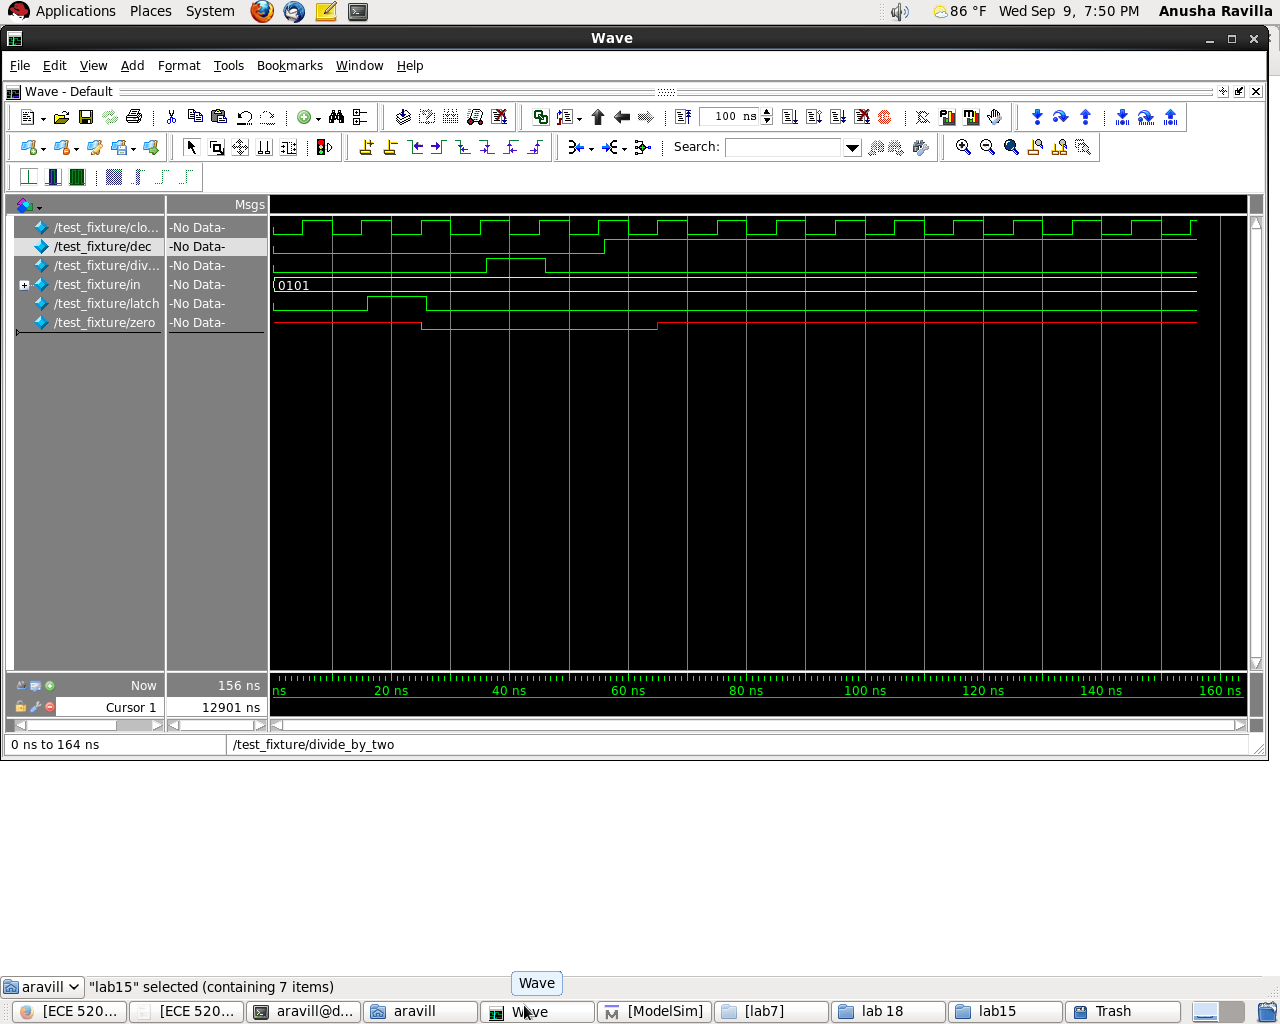 Applications Places System 86 °F Wed Sep 9, 7:50 PM Anusha Ravilla
Wave
File Edit View Add Format Tools Bookmarks Window Help
Wave - Default
100 ns
Search:
Msgs
/test_fixture/clo... -No Data-
/test_fixture/dec -No Data-
/test_fixture/div... -No Data-
/test_fixture/in -No Data- 0101
/test_fixture/latch -No Data-
/test_fixture/zero -No Data-
Now 156 ns ns 20 ns 40 ns 60 ns 80 ns 100 ns 120 ns 140 ns 160 ns
Cursor 1 12901 ns
0 ns to 164 ns /test_fixture/divide_by_two
Wave
aravill "lab15" selected (containing 7 items)
[ECE 520... [ECE 520... aravill@d... aravill Wave [ModelSim] [lab7] lab 18 lab15 Trash